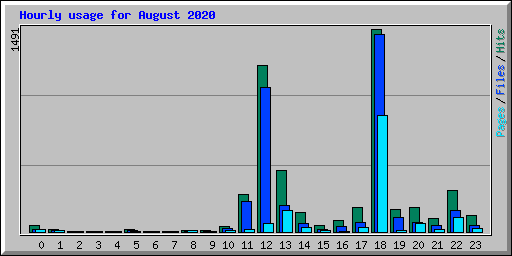 Hourly usage for August 2020
1491
Pages/Files/Hits
0 1 2 3 4 5 6 7 8 9 10 11 12 13 14 15 16 17 18 19 20 21 22 23